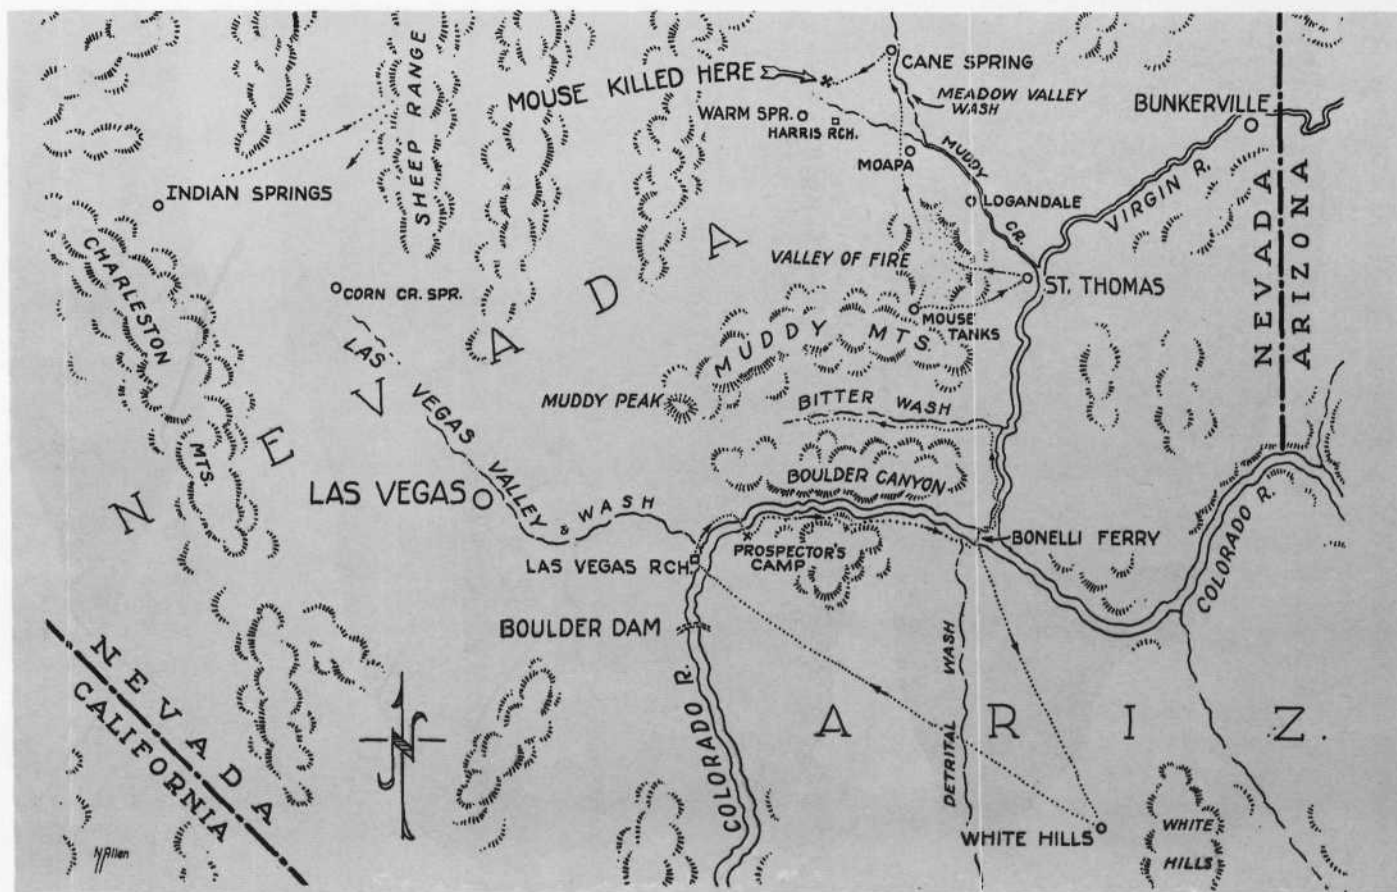 CANE SPRING
MOUSE KILLED HERE
MEADOW VALLEY
WASH
BUNKERVILLE
WARM SPR.
HARRIS RCH.
MOAPA
MUDDY
CR.
SHEEP RANGE
INDIAN SPRINGS
LOGANDALE
VIRGIN R.
NEVADA
ARIZONA
CHARLESTON
MTS.
VALLEY OF FIRE
ST. THOMAS
CORN CR. SPR.
MOUSE
TANKS
MUDDY MTS.
NEVADA
LAS VEGAS VALLEY & WASH
MUDDY PEAK
BITTER WASH
LAS VEGAS
BOULDER CANYON
BONELLI FERRY
PROSPECTOR'S
CAMP
LAS VEGAS RCH.
COLORADO R.
BOULDER DAM
NEVADA
CALIFORNIA
N
COLORADO R.
DETRITAL WASH
ARIZ.
WHITE HILLS
WHITE
HILLS
N Allen